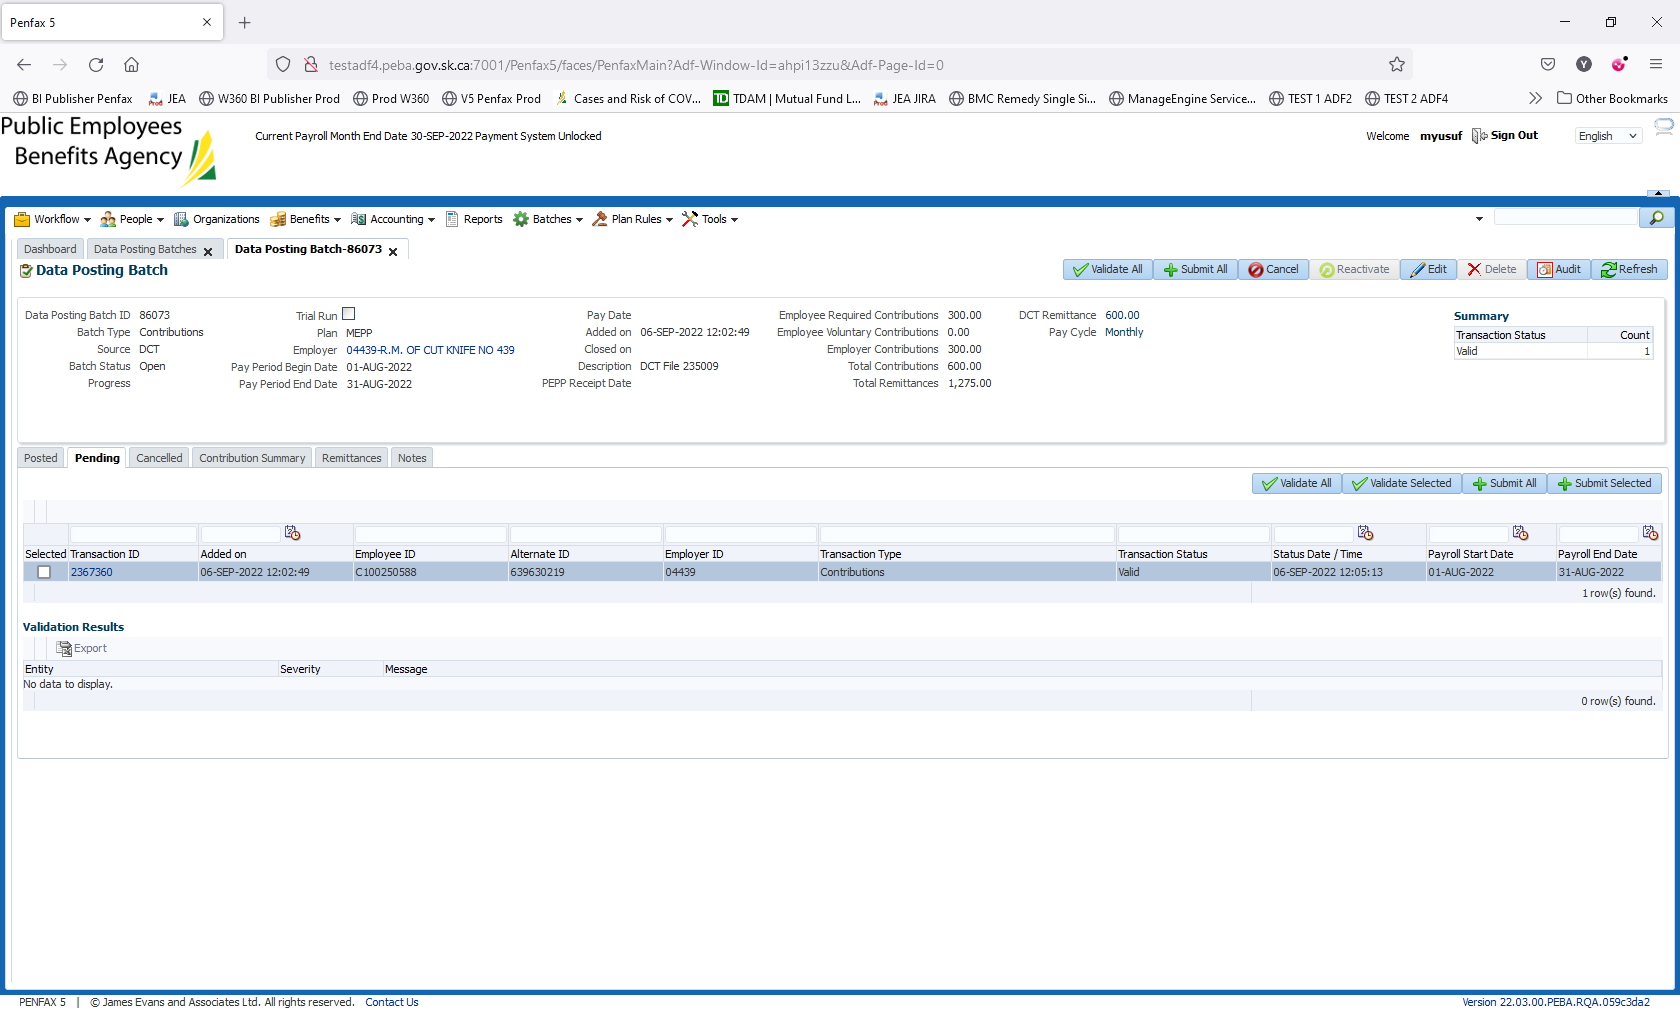 Penfax 5
testadf4.peba.gov.sk.ca:7001/Penfax5/faces/PenfaxMain?Adf-Window-Id=ahpi13zzu&Adf-Page-Id=0
Y
BI Publisher Penfax JEA W360 BI Publisher Prod Prod W360 V5 Penfax Prod Cases and Risk of COV... TD TDAM | Mutual Fund L... JEA JIRA BMC Remedy Single Si... ManageEngine Service... TEST 1 ADF2 TEST 2 ADF4 Other Bookmarks
Public Employees
Benefits Agency
Current Payroll Month End Date 30-SEP-2022 Payment System Unlocked
Welcome myusuf Sign Out English
Workflow People Organizations Benefits Accounting Reports Batches Plan Rules Tools
Dashboard Data Posting Batches Data Posting Batch-86073
Data Posting Batch
Validate All Submit All Cancel Reactivate Edit Delete Audit Refresh
Data Posting Batch ID 86073
Batch Type Contributions
Source DCT
Batch Status Open
Progress
Trial Run
Plan MEPP
Employer 04439-R.M. OF CUT KNIFE NO 439
Pay Period Begin Date 01-AUG-2022
Pay Period End Date 31-AUG-2022
Pay Date
Added on 06-SEP-2022 12:02:49
Closed on
Description DCT File 235009
PEPP Receipt Date
Employee Required Contributions 300.00
Employee Voluntary Contributions 0.00
Employer Contributions 300.00
Total Contributions 600.00
Total Remittances 1,275.00
DCT Remittance 600.00
Pay Cycle Monthly
Summary
Transaction Status Count
Valid 1
Posted Pending Cancelled Contribution Summary Remittances Notes
Validate All Validate Selected Submit All Submit Selected
Selected Transaction ID Added on Employee ID Alternate ID Employer ID Transaction Type Transaction Status Status Date / Time Payroll Start Date Payroll End Date
2367360 06-SEP-2022 12:02:49 C100250588 639630219 04439 Contributions Valid 06-SEP-2022 12:05:13 01-AUG-2022 31-AUG-2022
1 row(s) found.
Validation Results
Export
Entity Severity Message
No data to display.
0 row(s) found.
PENFAX 5 | © James Evans and Associates Ltd. All rights reserved. Contact Us
Version 22.03.00.PEBA.RQA.059c3da2